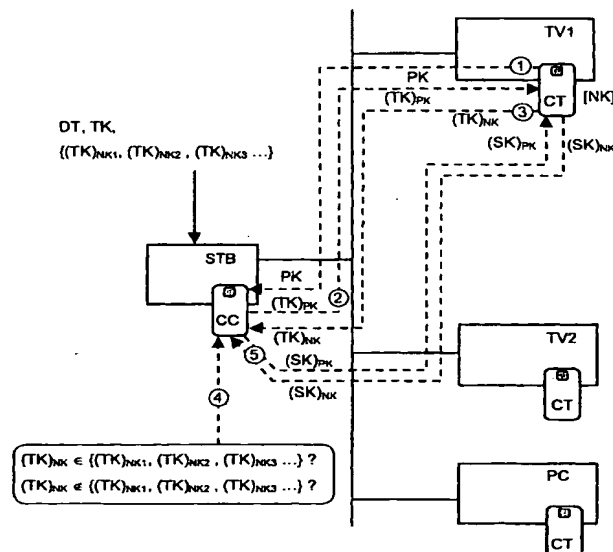 TV1
①
PK
(TK)PK
CT
[NK]
③
(TK)NK
DT, TK,
{(TK)NK1, (TK)NK2 , (TK)NK3 ...}
(SK)PK
(SK)NK
STB
PK
②
(TK)PK
CC
(TK)NK
TV2
⑤
(SK)PK
(SK)NK
④
CT
(TK)NK ∈ {(TK)NK1, (TK)NK2 , (TK)NK3 ...} ?
(TK)NK ∉ {(TK)NK1, (TK)NK2 , (TK)NK3 ...} ?
PC
CT